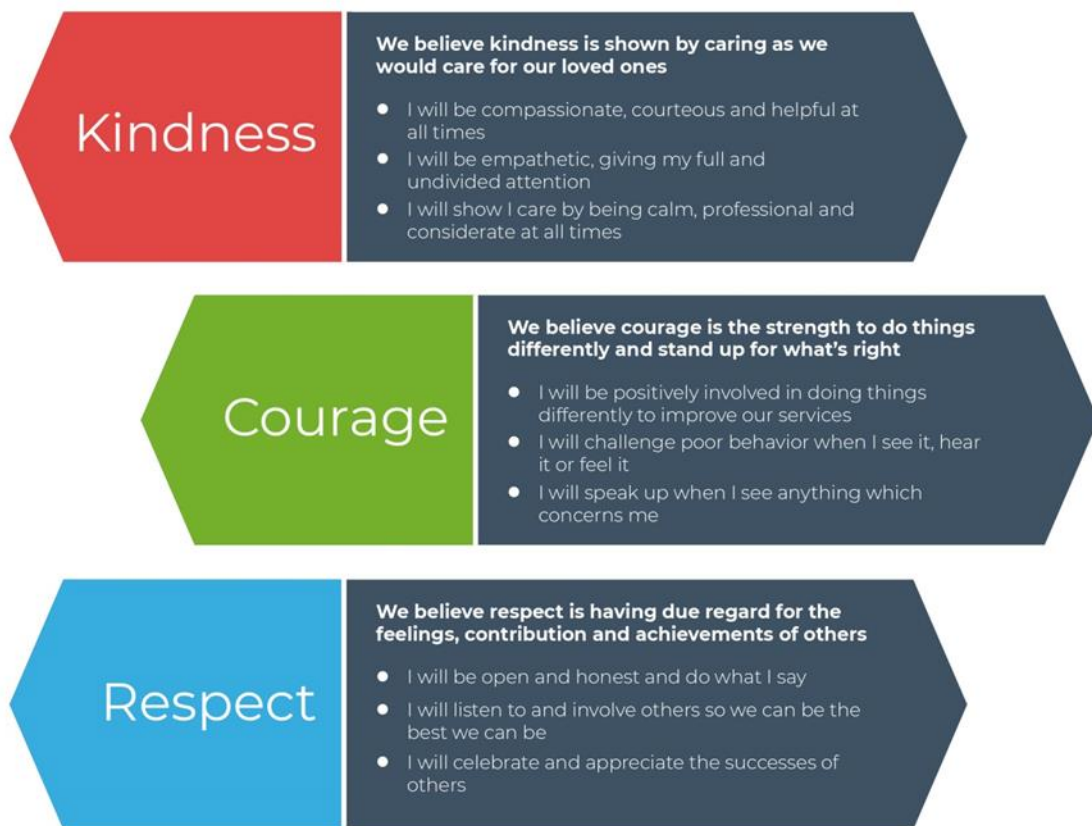 Kindness
We believe kindness is shown by caring as we
would care for our loved ones
● I will be compassionate, courteous and helpful at
all times
● I will be empathetic, giving my full and
undivided attention
● I will show I care by being calm, professional and
considerate at all times
Courage
We believe courage is the strength to do things
differently and stand up for what's right
● I will be positively involved in doing things
differently to improve our services
● I will challenge poor behavior when I see it, hear
it or feel it
● I will speak up when I see anything which
concerns me
Respect
We believe respect is having due regard for the
feelings, contribution and achievements of others
● I will be open and honest and do what I say
● I will listen to and involve others so we can be the
best we can be
● I will celebrate and appreciate the successes of
others